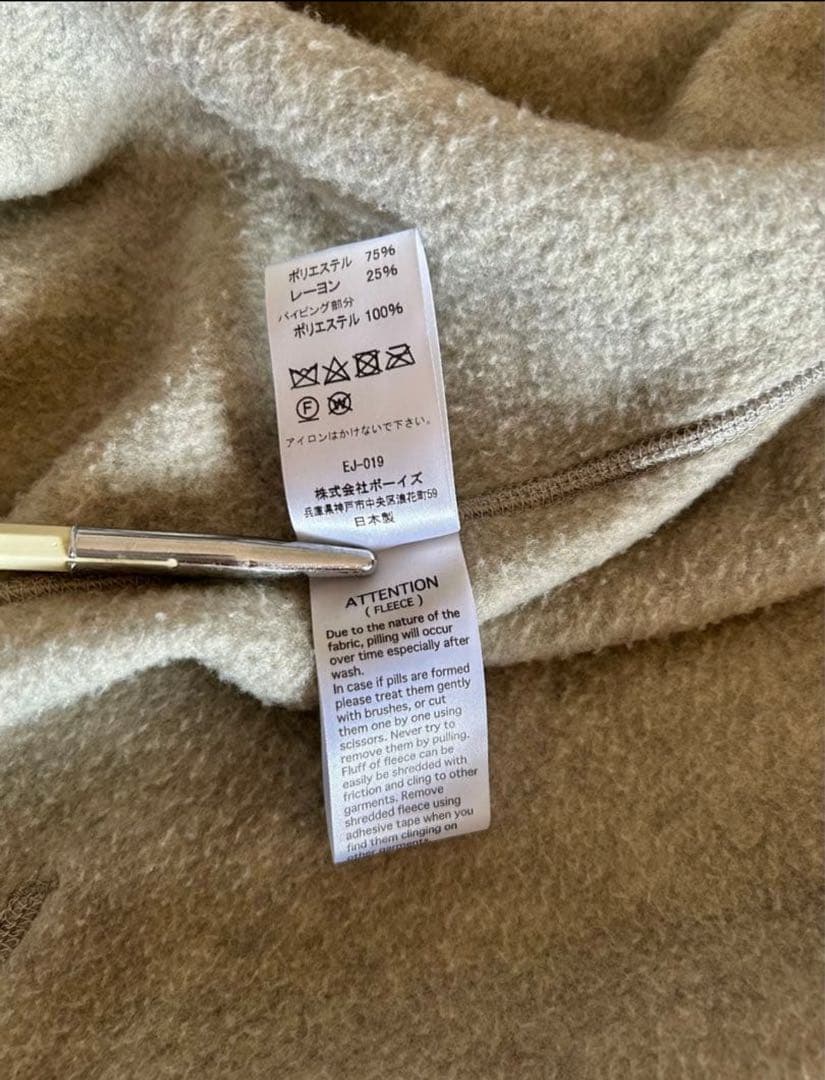 ポリエステル 75%
レーヨン 25%
パイピング部分
ポリエステル 100%
F W
アイロンはかけないで下さい。
EJ-019
株式会社ボーイズ
兵庫県神戸市中央区浪花町59
日本製
ATTENTION
( FLEECE )
Due to the nature of the
fabric, pilling will occur
over time especially after
wash.
In case if pills are formed
please treat them gently
with brushes, or cut
them one by one using
scissors. Never try to
remove them by pulling.
Fluff of fleece can be
easily be shredded with
friction and cling to other
garments. Remove
shredded fleece using
adhesive tape when you
find them clinging on
other garments.